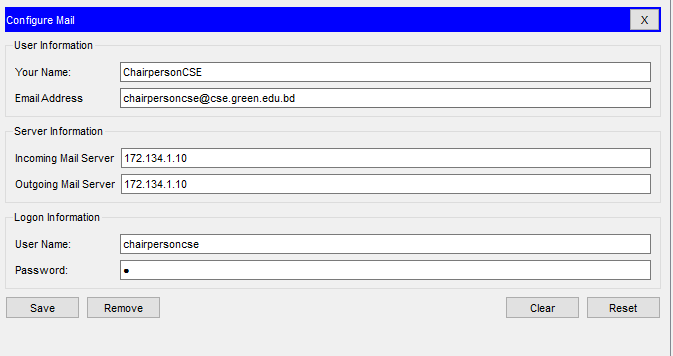 Configure Mail X
User Information
Your Name: ChairpersonCSE
Email Address chairpersoncse@cse.green.edu.bd
Server Information
Incoming Mail Server 172.134.1.10
Outgoing Mail Server 172.134.1.10
Logon Information
User Name: chairpersoncse
Password: •
Save Remove Clear Reset